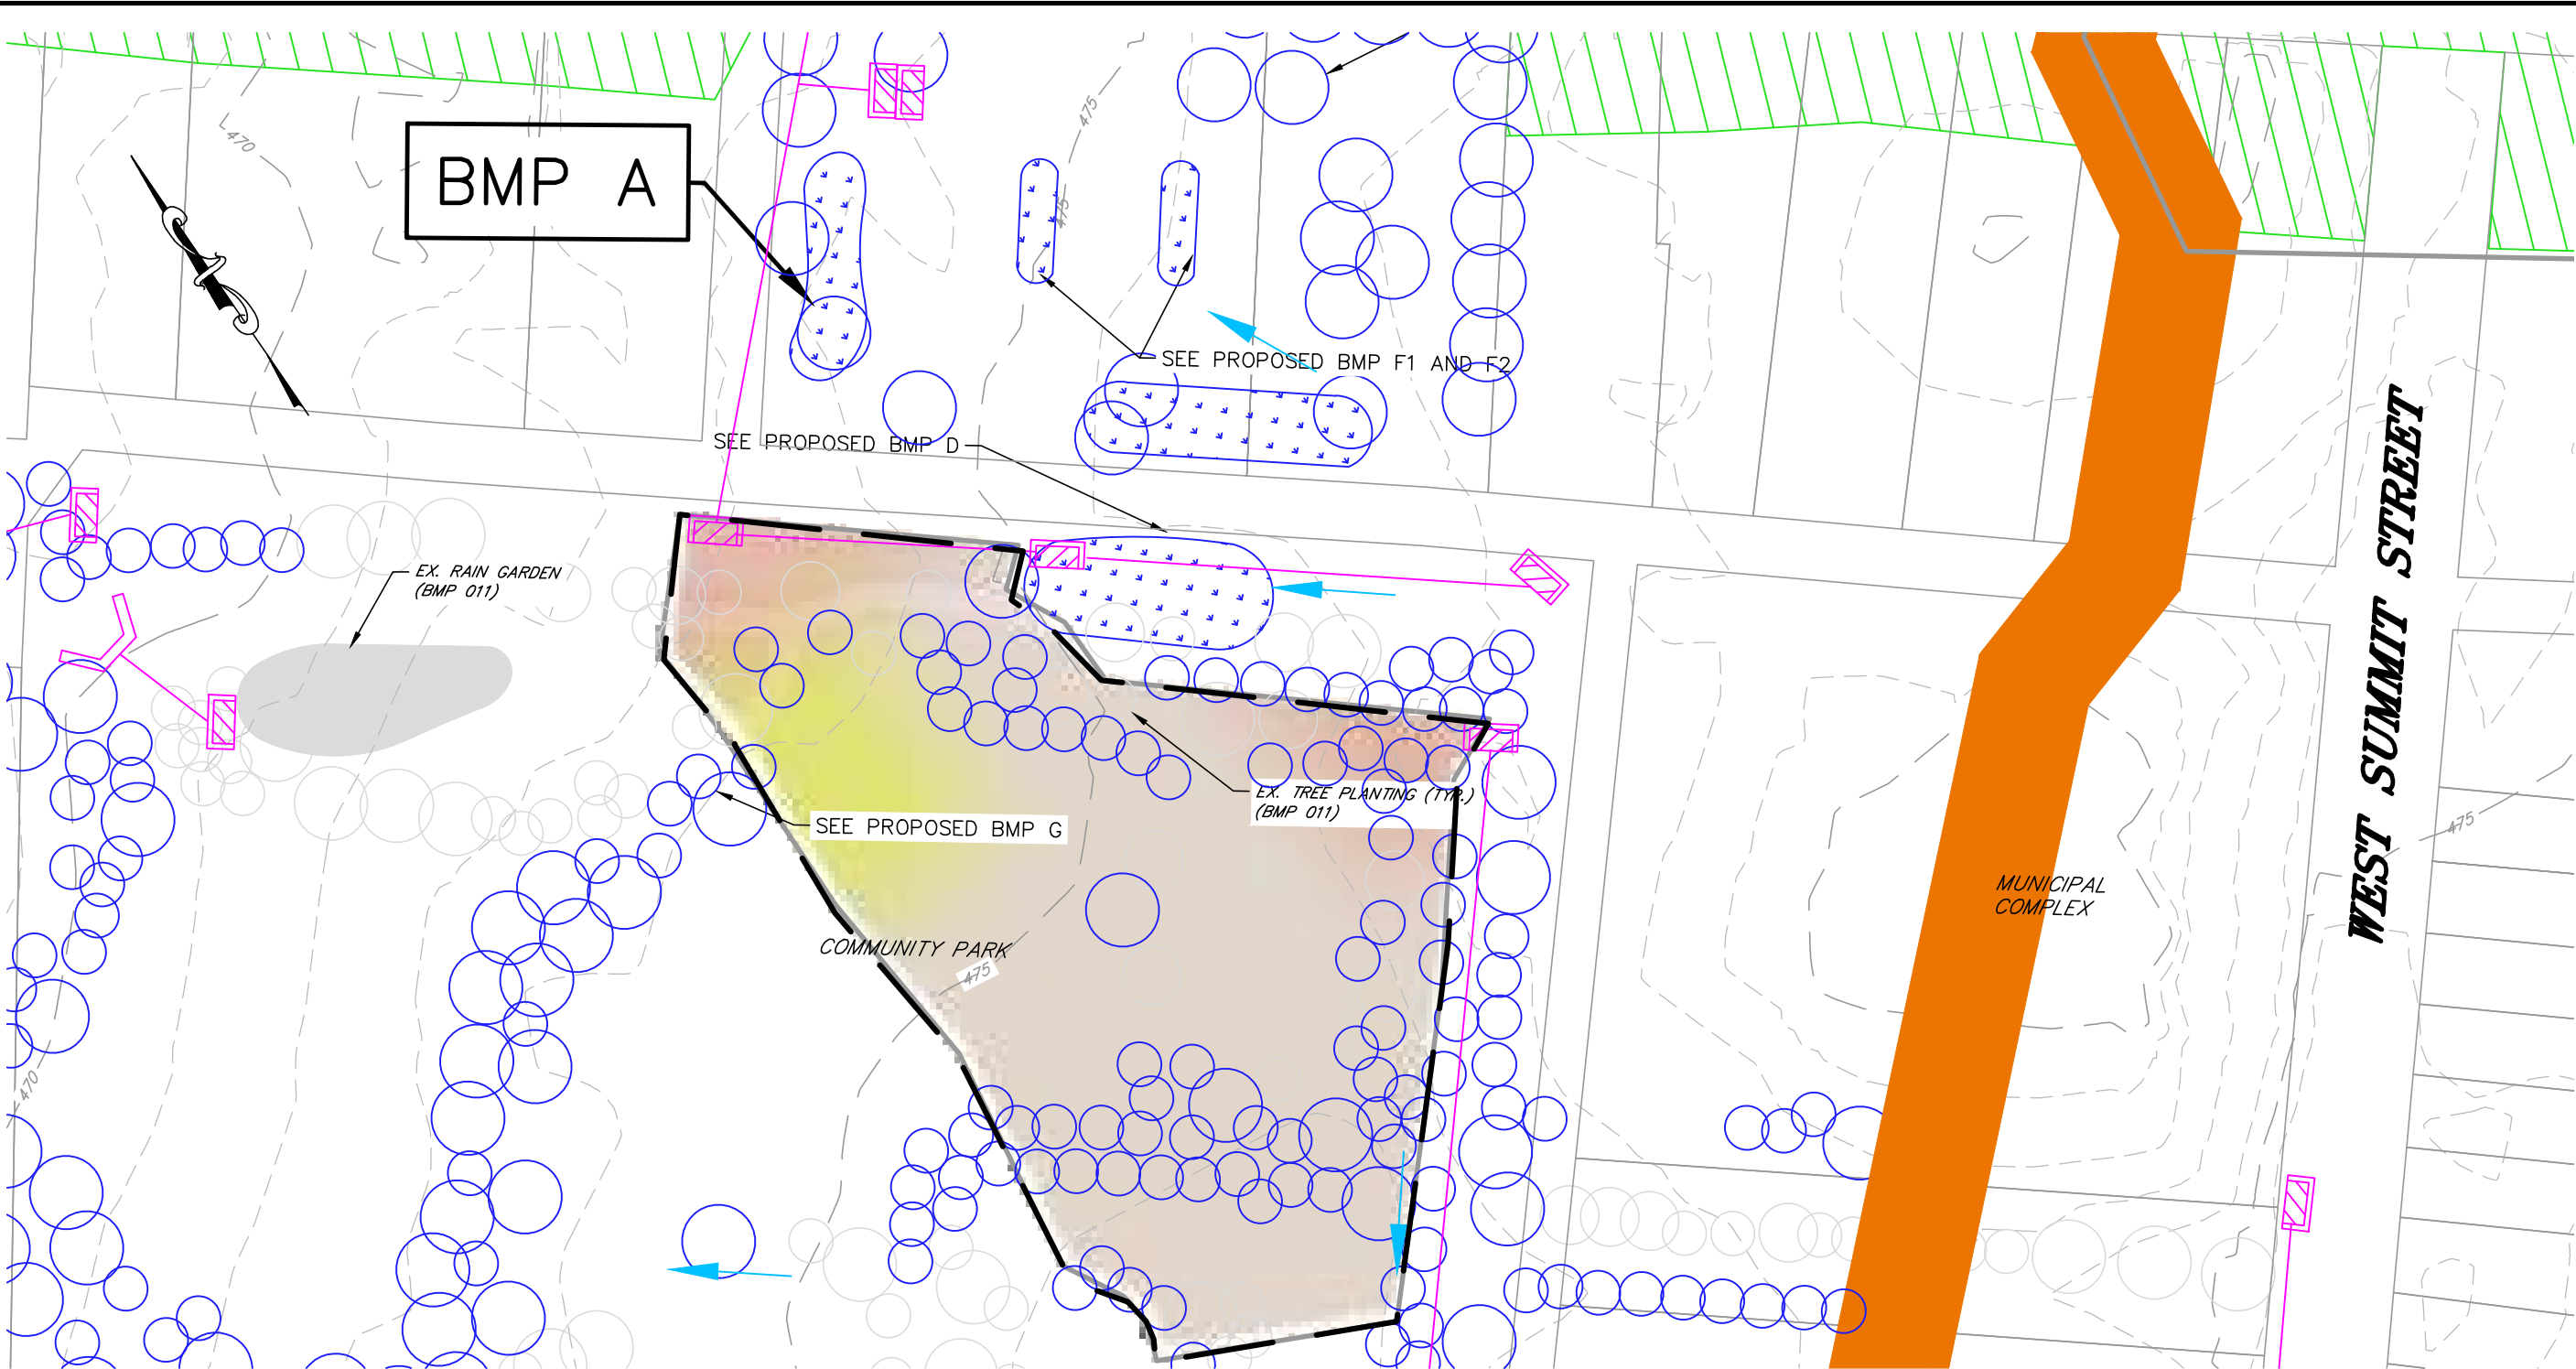 470
475
BMP A
475
SEE PROPOSED BMP F1 AND F2
SEE PROPOSED BMP D
EX. RAIN GARDEN
(BMP 011)
EX. TREE PLANTING (TYP.)
(BMP 011)
SEE PROPOSED BMP G
COMMUNITY PARK
475
MUNICIPAL
COMPLEX
WEST SUMMIT STREET
475
470